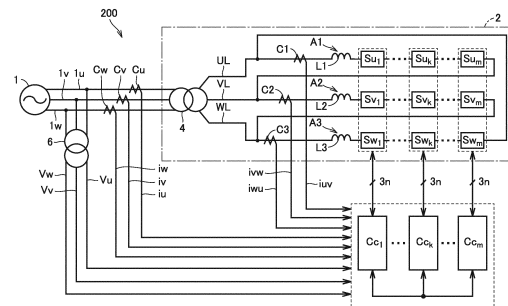 200
2
1
1v
1u
1w
Cw
Cv
Cu
4
UL
VL
WL
C1
A1
L1
Su1
Suk
Sum
C2
A2
L2
Sv1
Svk
Svm
C3
A3
L3
Sw1
Swk
Swm
6
Vw
Vv
Vu
iw
iv
iu
ivw
iwu
iuv
3n
3n
3n
Cc1
Cck
Ccm